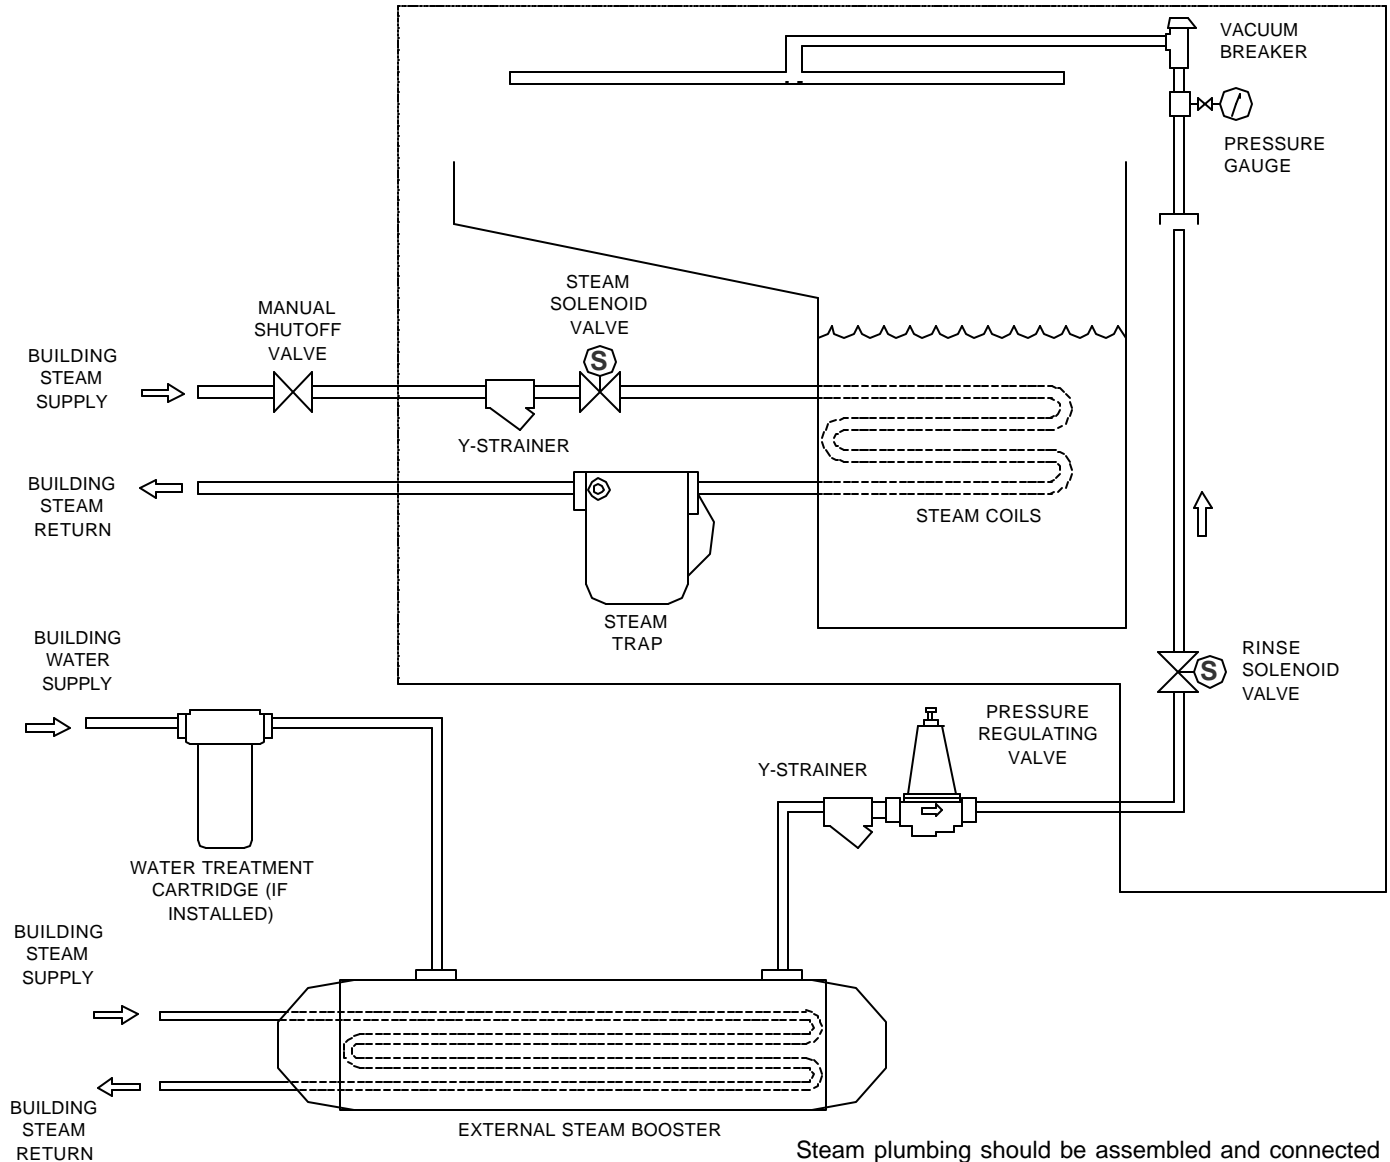 VACUUM
BREAKER
PRESSURE
GAUGE
STEAM
SOLENOID
VALVE
MANUAL
SHUTOFF
VALVE
BUILDING
STEAM
SUPPLY
S
Y-STRAINER
BUILDING
STEAM
RETURN
STEAM COILS
STEAM
TRAP
BUILDING
WATER
SUPPLY
RINSE
SOLENOID
VALVE
S
PRESSURE
REGULATING
VALVE
Y-STRAINER
WATER TREATMENT
CARTRIDGE (IF
INSTALLED)
BUILDING
STEAM
SUPPLY
BUILDING
STEAM
RETURN
EXTERNAL STEAM BOOSTER
Steam plumbing should be assembled and connected